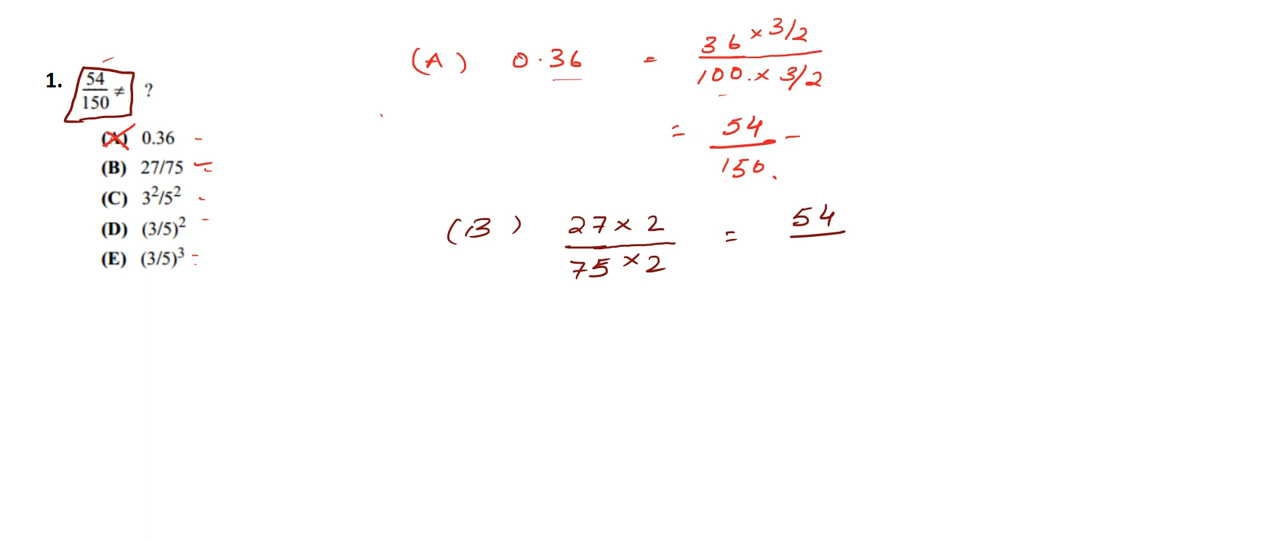 1. 54/150 ≠ ?
(A) 0.36
(B) 27/75
(C) 3²/5²
(D) (3/5)²
(E) (3/5)³
(A) 0.36 = 36 × 3/2
100 × 3/2
= 54
150
(B) 27 × 2 = 54
75 × 2